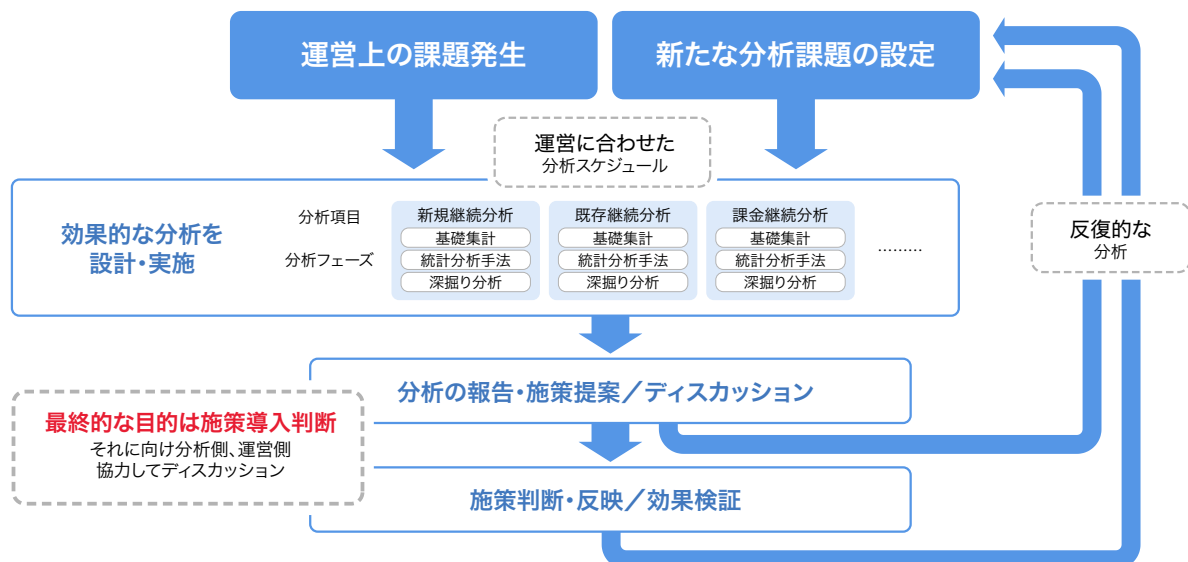 運営上の課題発生
新たな分析課題の設定
運営に合わせた
分析スケジュール
効果的な分析を
設計・実施
分析項目
分析フェーズ
新規継続分析
基礎集計
統計分析手法
深掘り分析
既存継続分析
基礎集計
統計分析手法
深掘り分析
課金継続分析
基礎集計
統計分析手法
深掘り分析
………
反復的な
分析
分析の報告・施策提案／ディスカッション
最終的な目的は施策導入判断
それに向け分析側、運営側
協力してディスカッション
施策判断・反映／効果検証